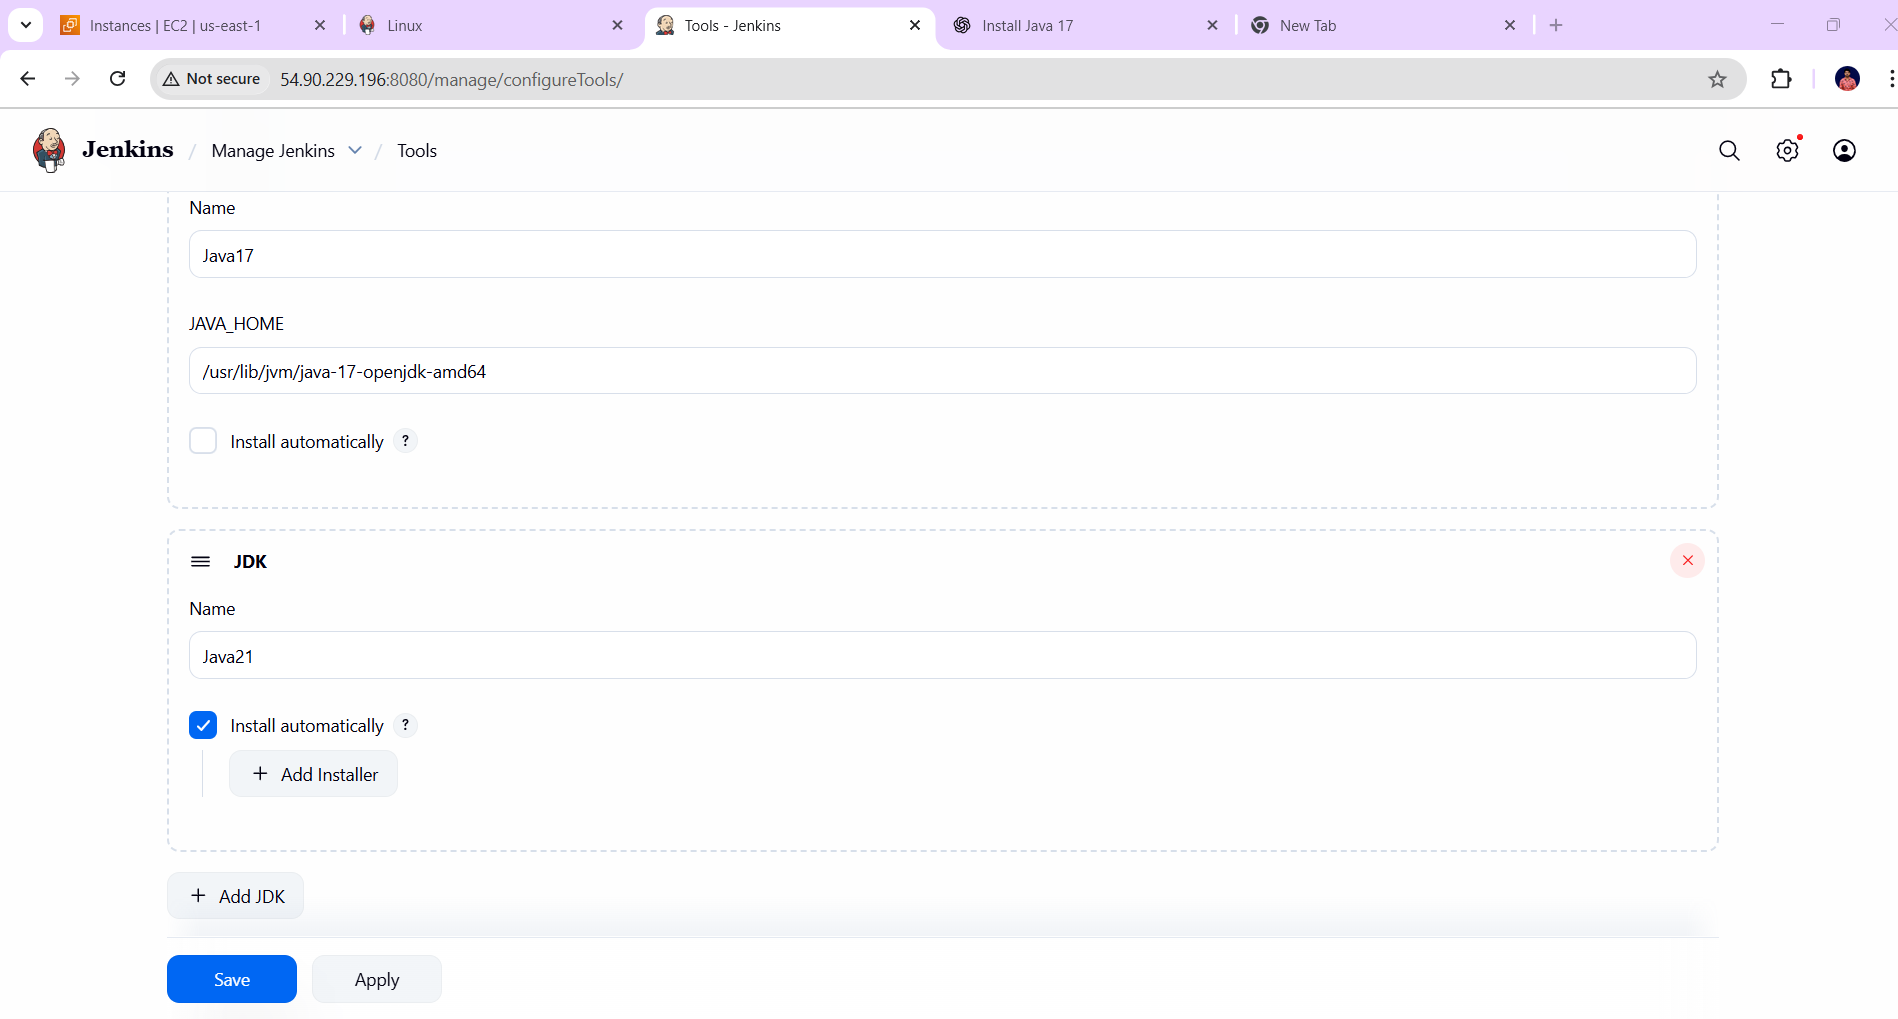 Instances | EC2 | us-east-1
Linux
Tools - Jenkins
Install Java 17
New Tab
Not secure 54.90.229.196:8080/manage/configureTools/
Jenkins / Manage Jenkins / Tools
Name
Java17
JAVA_HOME
/usr/lib/jvm/java-17-openjdk-amd64
Install automatically ?
JDK
Name
Java21
Install automatically ?
+ Add Installer
+ Add JDK
Save
Apply